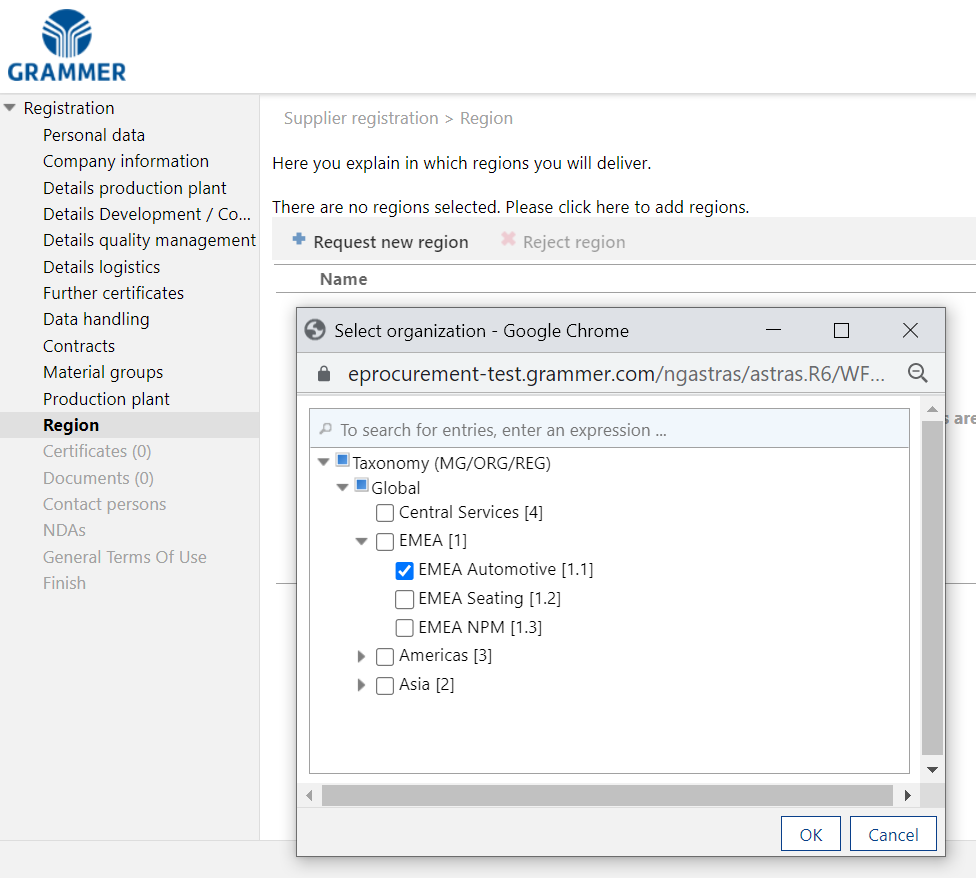 GRAMMER
Registration
Personal data
Company information
Details production plant
Details Development / Co...
Details quality management
Details logistics
Further certificates
Data handling
Contracts
Material groups
Production plant
Region
Certificates (0)
Documents (0)
Contact persons
NDAs
General Terms Of Use
Finish
Supplier registration > Region
Here you explain in which regions you will deliver.
There are no regions selected. Please click here to add regions.
Request new region Reject region
Name
Select organization - Google Chrome
eprocurement-test.grammer.com/ngastras/astras.R6/WF...
To search for entries, enter an expression ...
Taxonomy (MG/ORG/REG)
Global
Central Services [4]
EMEA [1]
EMEA Automotive [1.1]
EMEA Seating [1.2]
EMEA NPM [1.3]
Americas [3]
Asia [2]
OK Cancel